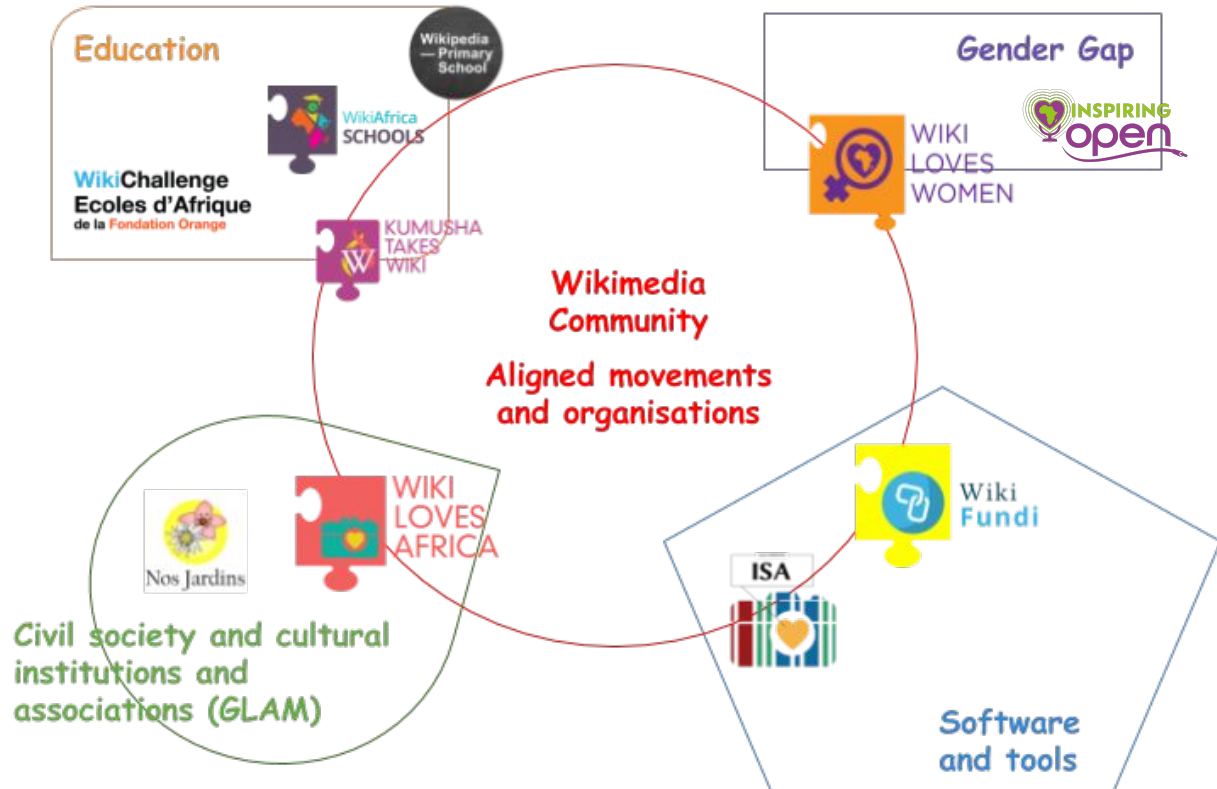 Education
Wikipedia
— Primary
School
WikiAfrica
SCHOOLS
WikiChallenge
Ecoles d'Afrique
de la Fondation Orange
KUMUSHA
TAKES
WIKI
W
Gender Gap
INSPIRING
open
WIKI
LOVES
WOMEN
Wikimedia
Community
Aligned movements
and organisations
WIKI
LOVES
AFRICA
Nos Jardins
Civil society and cultural
institutions and
associations (GLAM)
Wiki
Fundi
ISA
Software
and tools